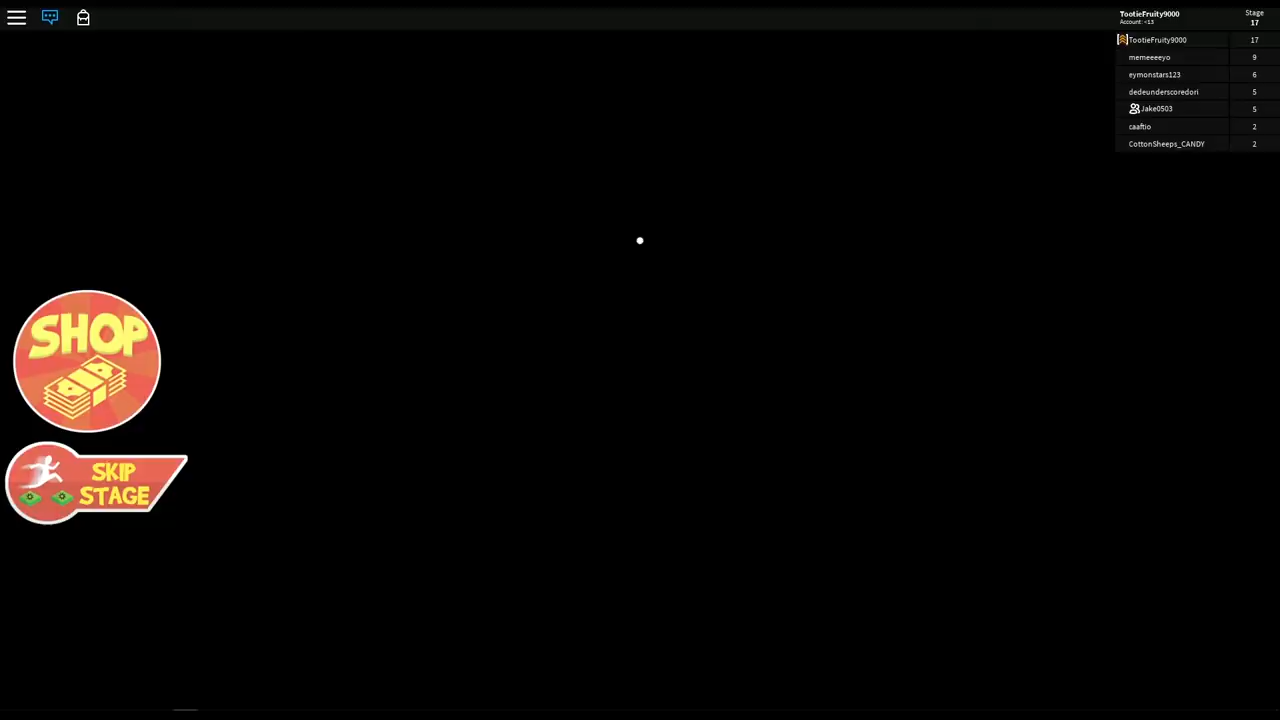 TootieFruity9000
Account: <13
Stage
17
TootieFruity9000 17
memeeeeyo 9
eymonstars123 6
dedeunderscoredori 5
Jake0503 5
caaftio 2
CottonSheeps_CANDY 2
SHOP
SKIP
STAGE